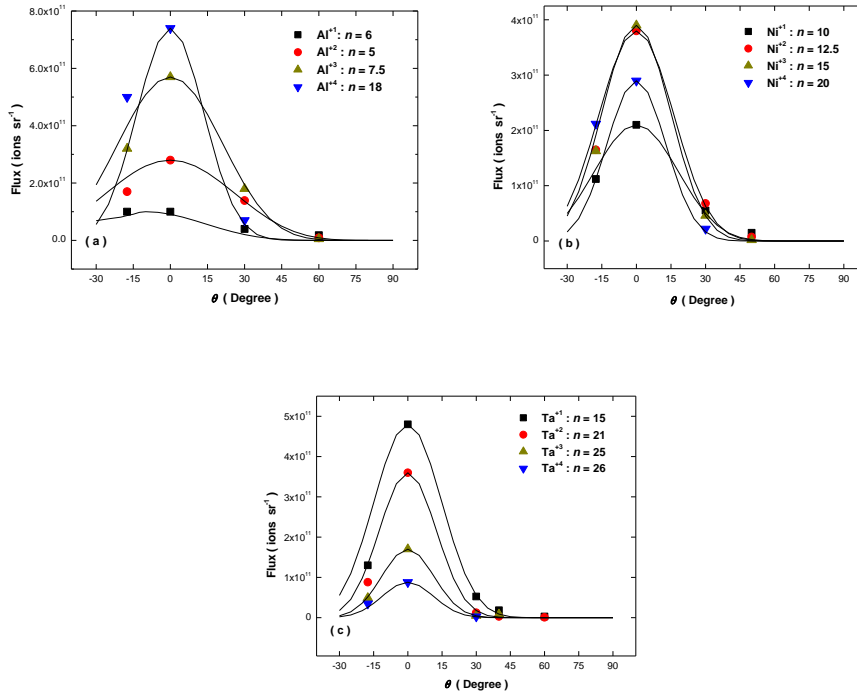 8.0x10¹¹
6.0x10¹¹
4.0x10¹¹
2.0x10¹¹
0.0
Flux ( ions sr⁻¹)
Al⁺¹ : n = 6
Al⁺² : n = 5
Al⁺³ : n = 7.5
Al⁺⁴ : n = 18
( a )
-30 -15 0 15 30 45 60 75 90
θ ( Degree )
4x10¹¹
3x10¹¹
2x10¹¹
1x10¹¹
0
Flux ( ions sr⁻¹)
Ni⁺¹ : n = 10
Ni⁺² : n = 12.5
Ni⁺³ : n = 15
Ni⁺⁴ : n = 20
( b )
-30 -15 0 15 30 45 60 75 90
θ ( Degree )
5x10¹¹
4x10¹¹
3x10¹¹
2x10¹¹
1x10¹¹
0
Flux ( ions sr⁻¹)
Ta⁺¹ : n = 15
Ta⁺² : n = 21
Ta⁺³ : n = 25
Ta⁺⁴ : n = 26
( c )
-30 -15 0 15 30 45 60 75 90
θ ( Degree )